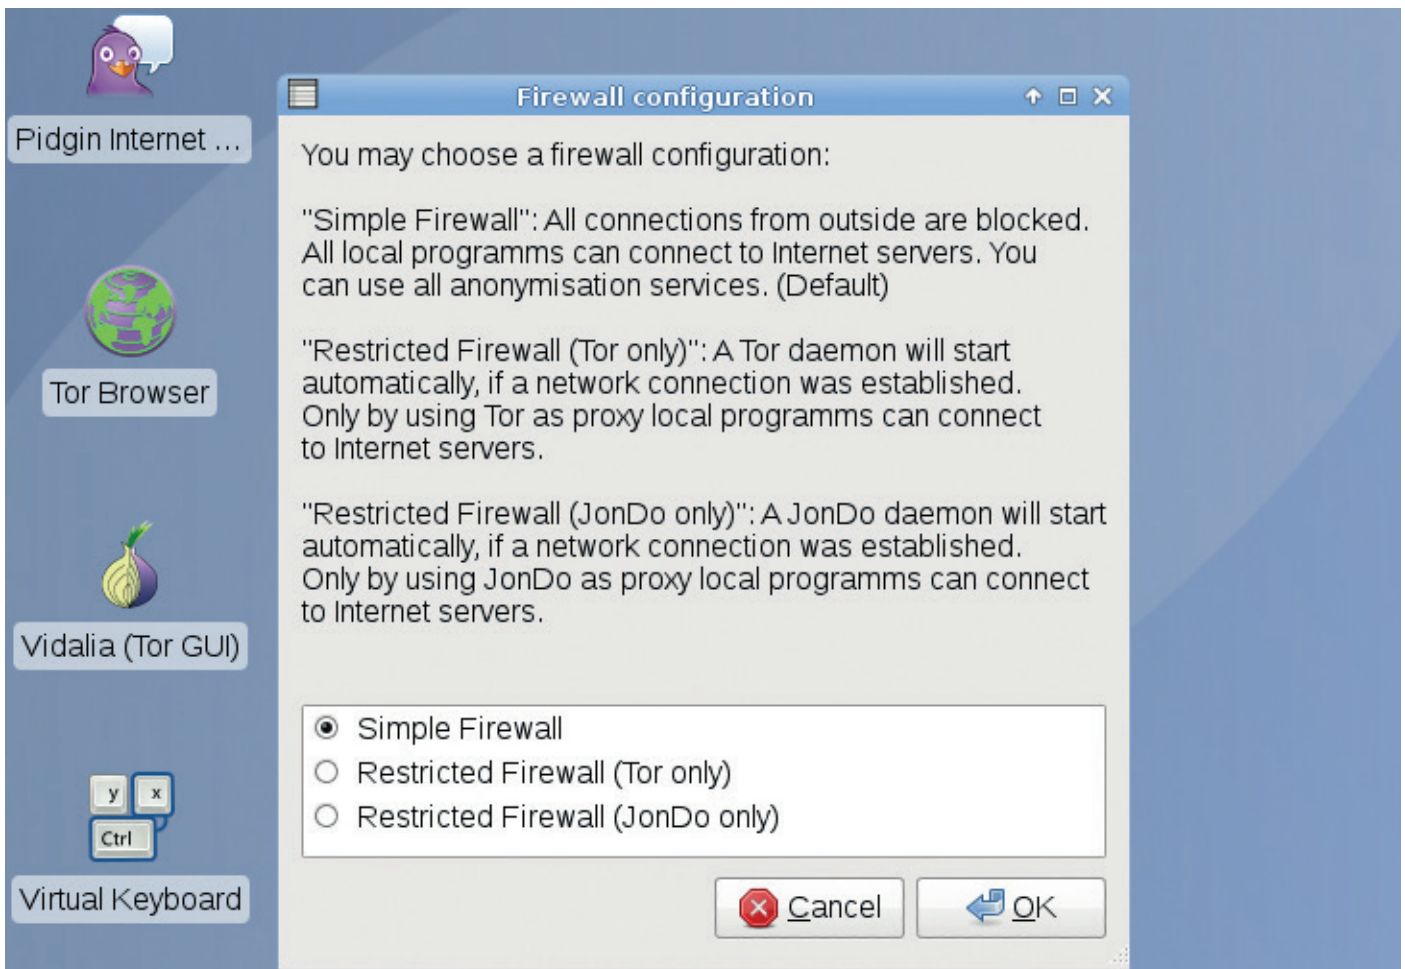 Pidgin Internet ...
Tor Browser
Vidalia (Tor GUI)
y x
Ctrl
Virtual Keyboard
Firewall configuration
You may choose a firewall configuration:
"Simple Firewall": All connections from outside are blocked.
All local programms can connect to Internet servers. You
can use all anonymisation services. (Default)
"Restricted Firewall (Tor only)": A Tor daemon will start
automatically, if a network connection was established.
Only by using Tor as proxy local programms can connect
to Internet servers.
"Restricted Firewall (JonDo only)": A JonDo daemon will start
automatically, if a network connection was established.
Only by using JonDo as proxy local programms can connect
to Internet servers.
Simple Firewall
Restricted Firewall (Tor only)
Restricted Firewall (JonDo only)
Cancel OK